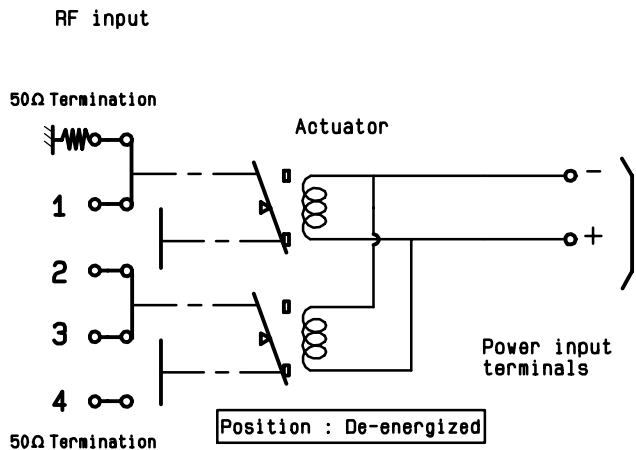 RF input
50Ω Termination
Actuator
−
1
+
2
3
Power input
terminals
4
Position : De-energized
50Ω Termination